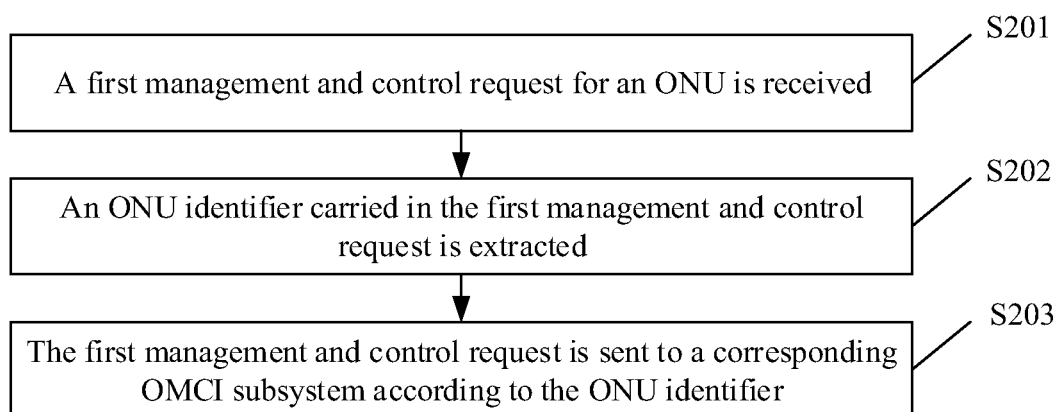 S201
A first management and control request for an ONU is received
S202
An ONU identifier carried in the first management and control
request is extracted
S203
The first management and control request is sent to a corresponding
OMCI subsystem according to the ONU identifier